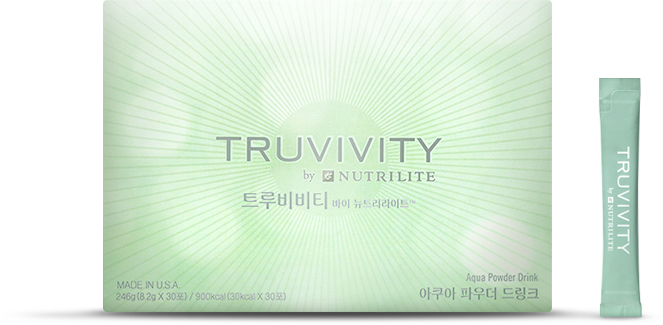 TRUVIVITY
by NUTRILITE
트루비비티 바이 뉴트리라이트™
MADE IN U.S.A.
246g(8.2g X 30포) / 900kcal(30kcal X 30포)
Aqua Powder Drink
아쿠아 파우더 드링크
TRUVIVITY
by NUTRILITE